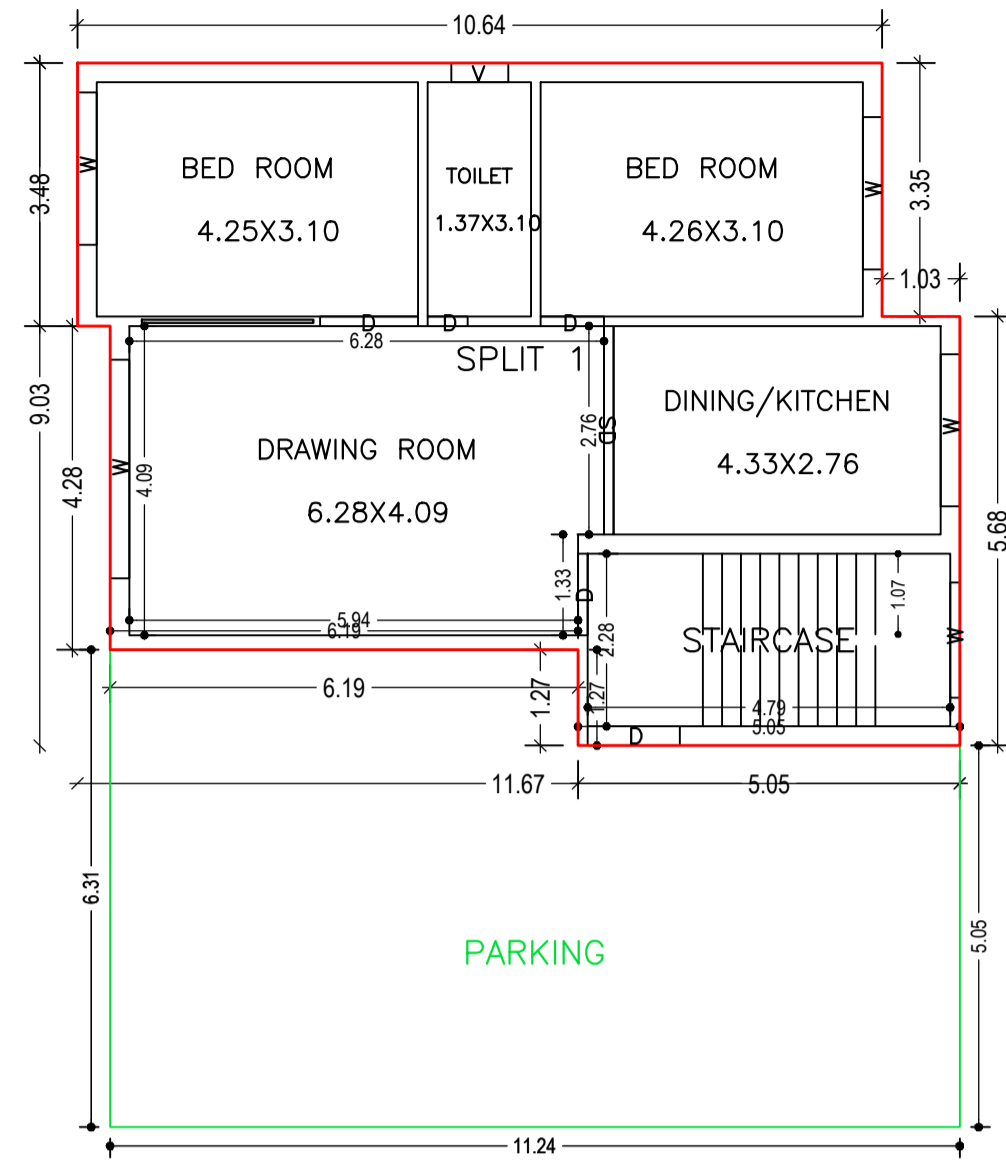 10.64
V
3.48
W
BED ROOM
4.25X3.10
TOILET
1.37X3.10
BED ROOM
4.26X3.10
W
3.35
1.03
D
D
D
6.28
SPLIT 1
9.03
4.28
W
4.09
DRAWING ROOM
6.28X4.09
2.76
SD
DINING/KITCHEN
4.33X2.76
W
5.68
1.33
D
5.94
6.19
2.28
STAIRCASE
1.07
W
6.19
1.27
1.27
4.79
5.05
D
11.67
5.05
6.31
PARKING
5.05
11.24